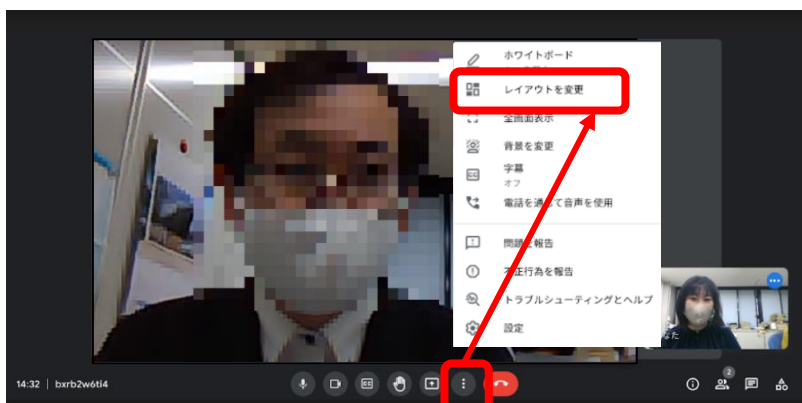 ホワイトボード
レイアウトを変更
全画面表示
背景を変更
字幕
オフ
電話を通して音声を使用
問題を報告
不正行為を報告
トラブルシューティングとヘルプ
設定
なた
14:32 | bxrb2w6ti4
2